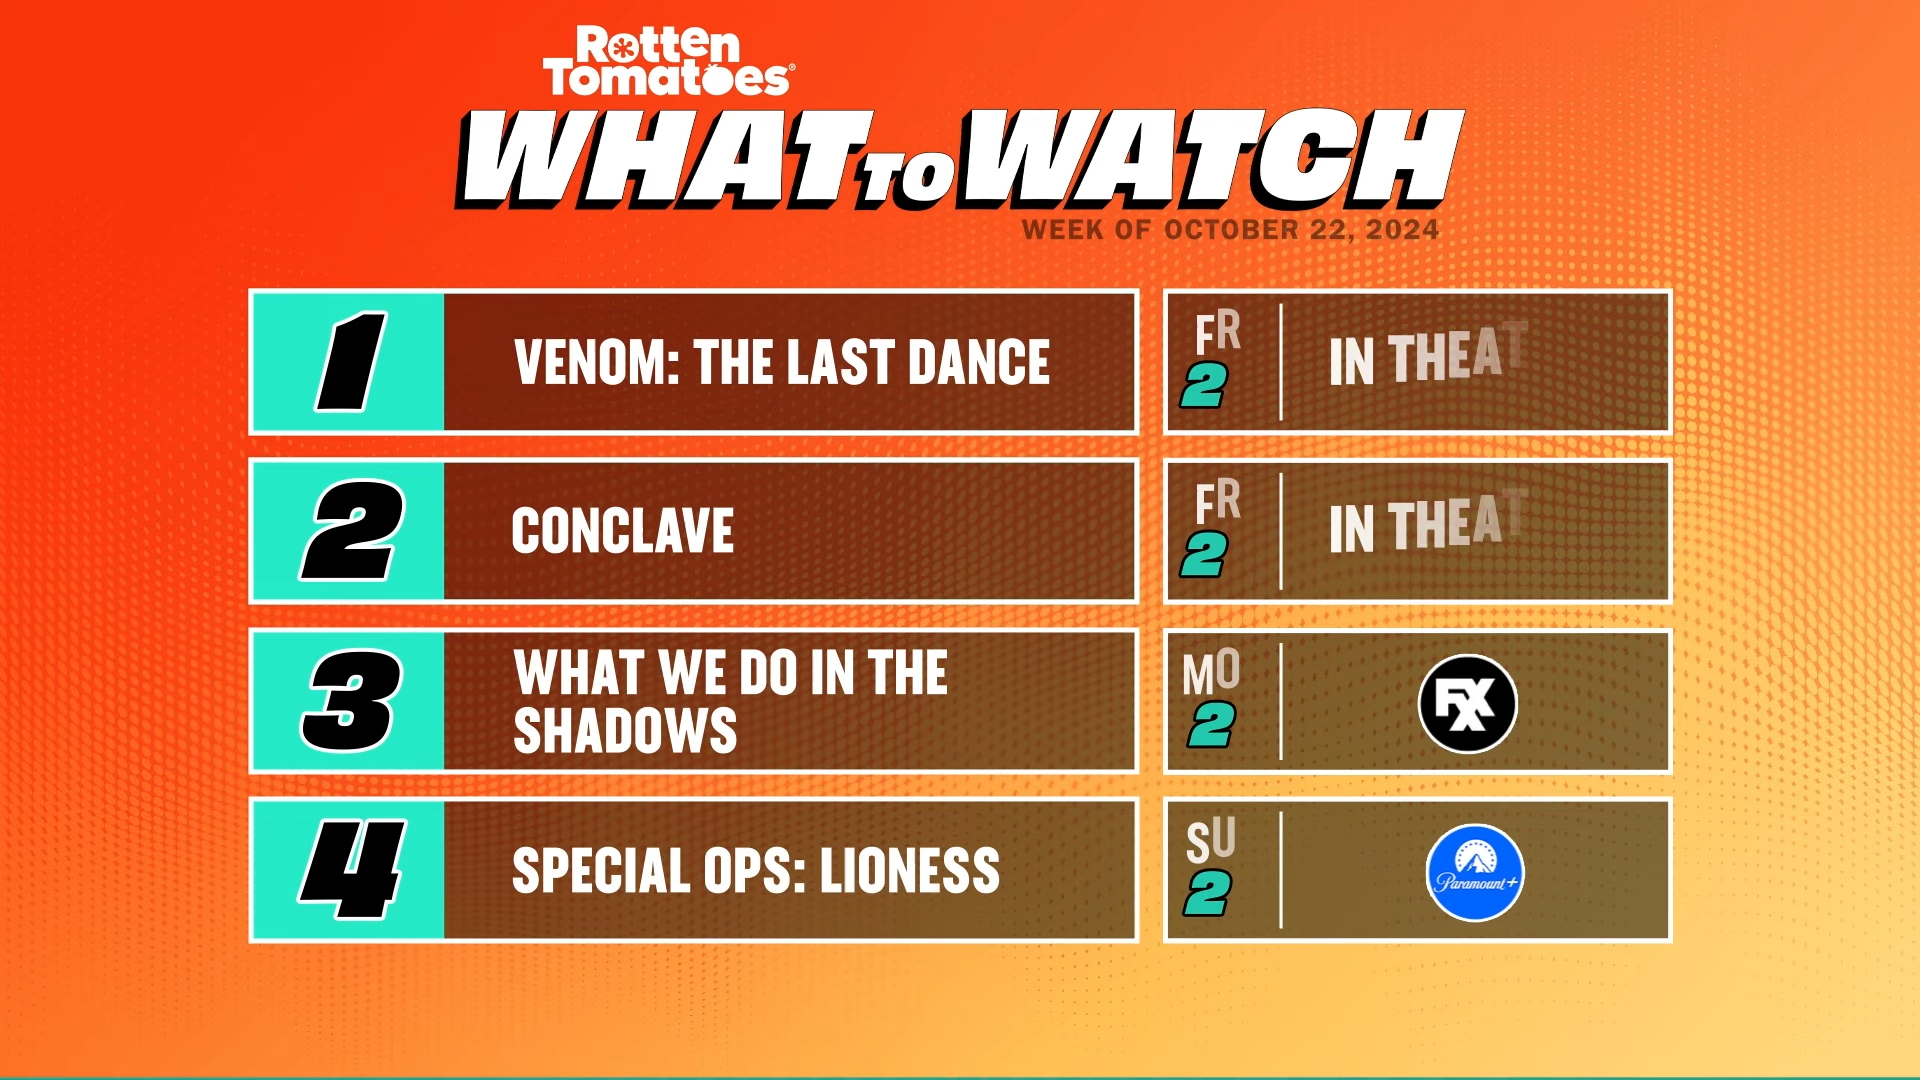 Rotten
Tomatoes®
WHAT TO WATCH
WEEK OF OCTOBER 22, 2024
1
VENOM: THE LAST DANCE
FR
2
IN THEAT
2
CONCLAVE
FR
2
IN THEAT
3
WHAT WE DO IN THE
SHADOWS
MO
2
FXX
4
SPECIAL OPS: LIONESS
SU
2
Paramount+